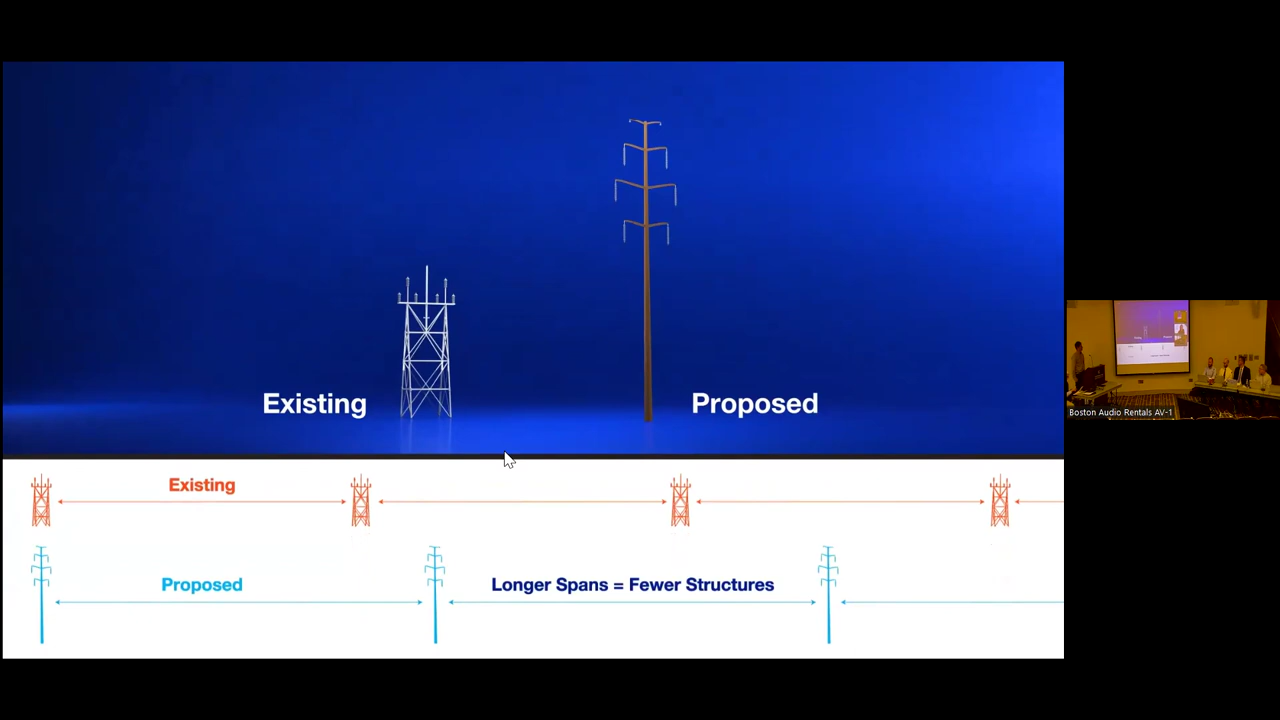 Existing
Proposed
Existing
Proposed
Longer Spans = Fewer Structures
Boston Audio Rentals AV-1